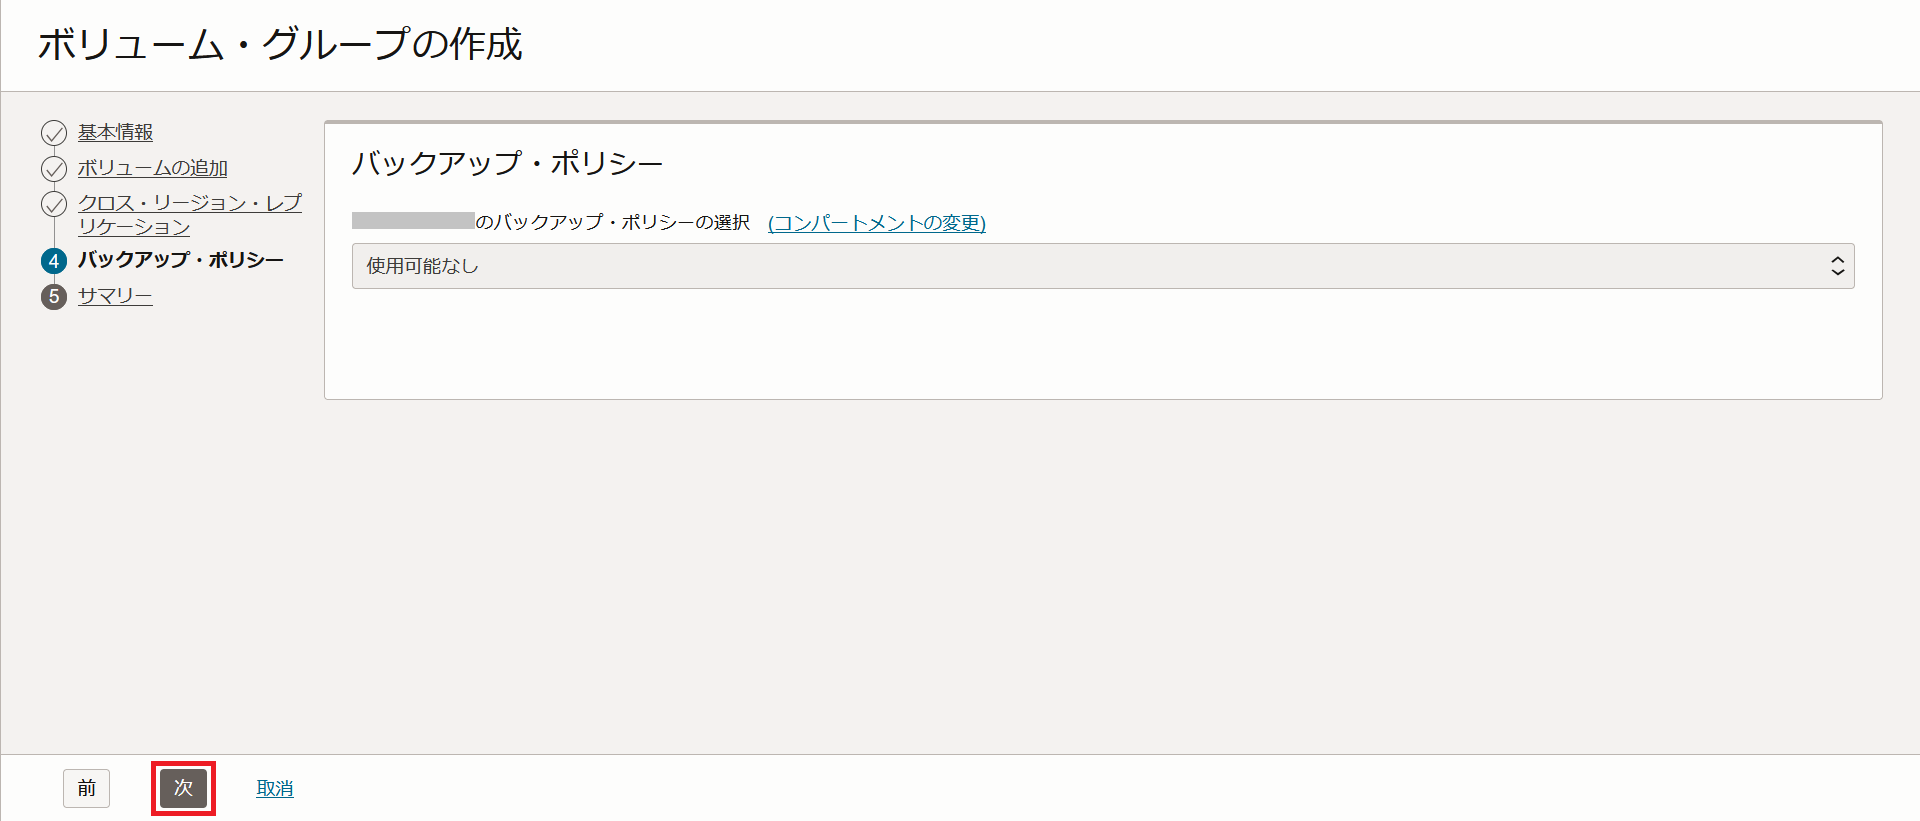 ボリューム・グループの作成
基本情報
ボリュームの追加
クロス・リージョン・レプ
リケーション
4 バックアップ・ポリシー
5 サマリー
バックアップ・ポリシー
のバックアップ・ポリシーの選択 (コンパートメントの変更)
使用可能なし
前 次 取消